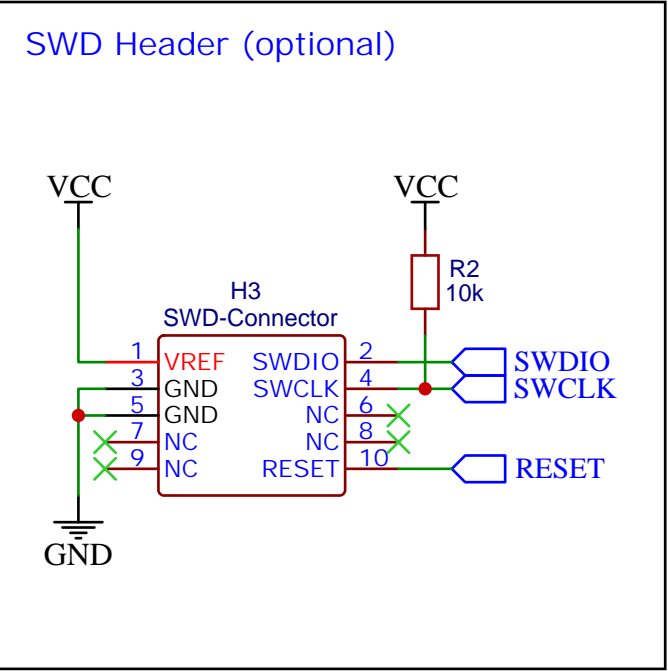 SWD Header (optional)
VCC
VCC
R2
10k
H3
SWD-Connector
1 VREF SWDIO 2 SWDIO
3 GND SWCLK 4 SWCLK
5 GND NC 6
7 NC NC 8
9 NC RESET 10 RESET
GND